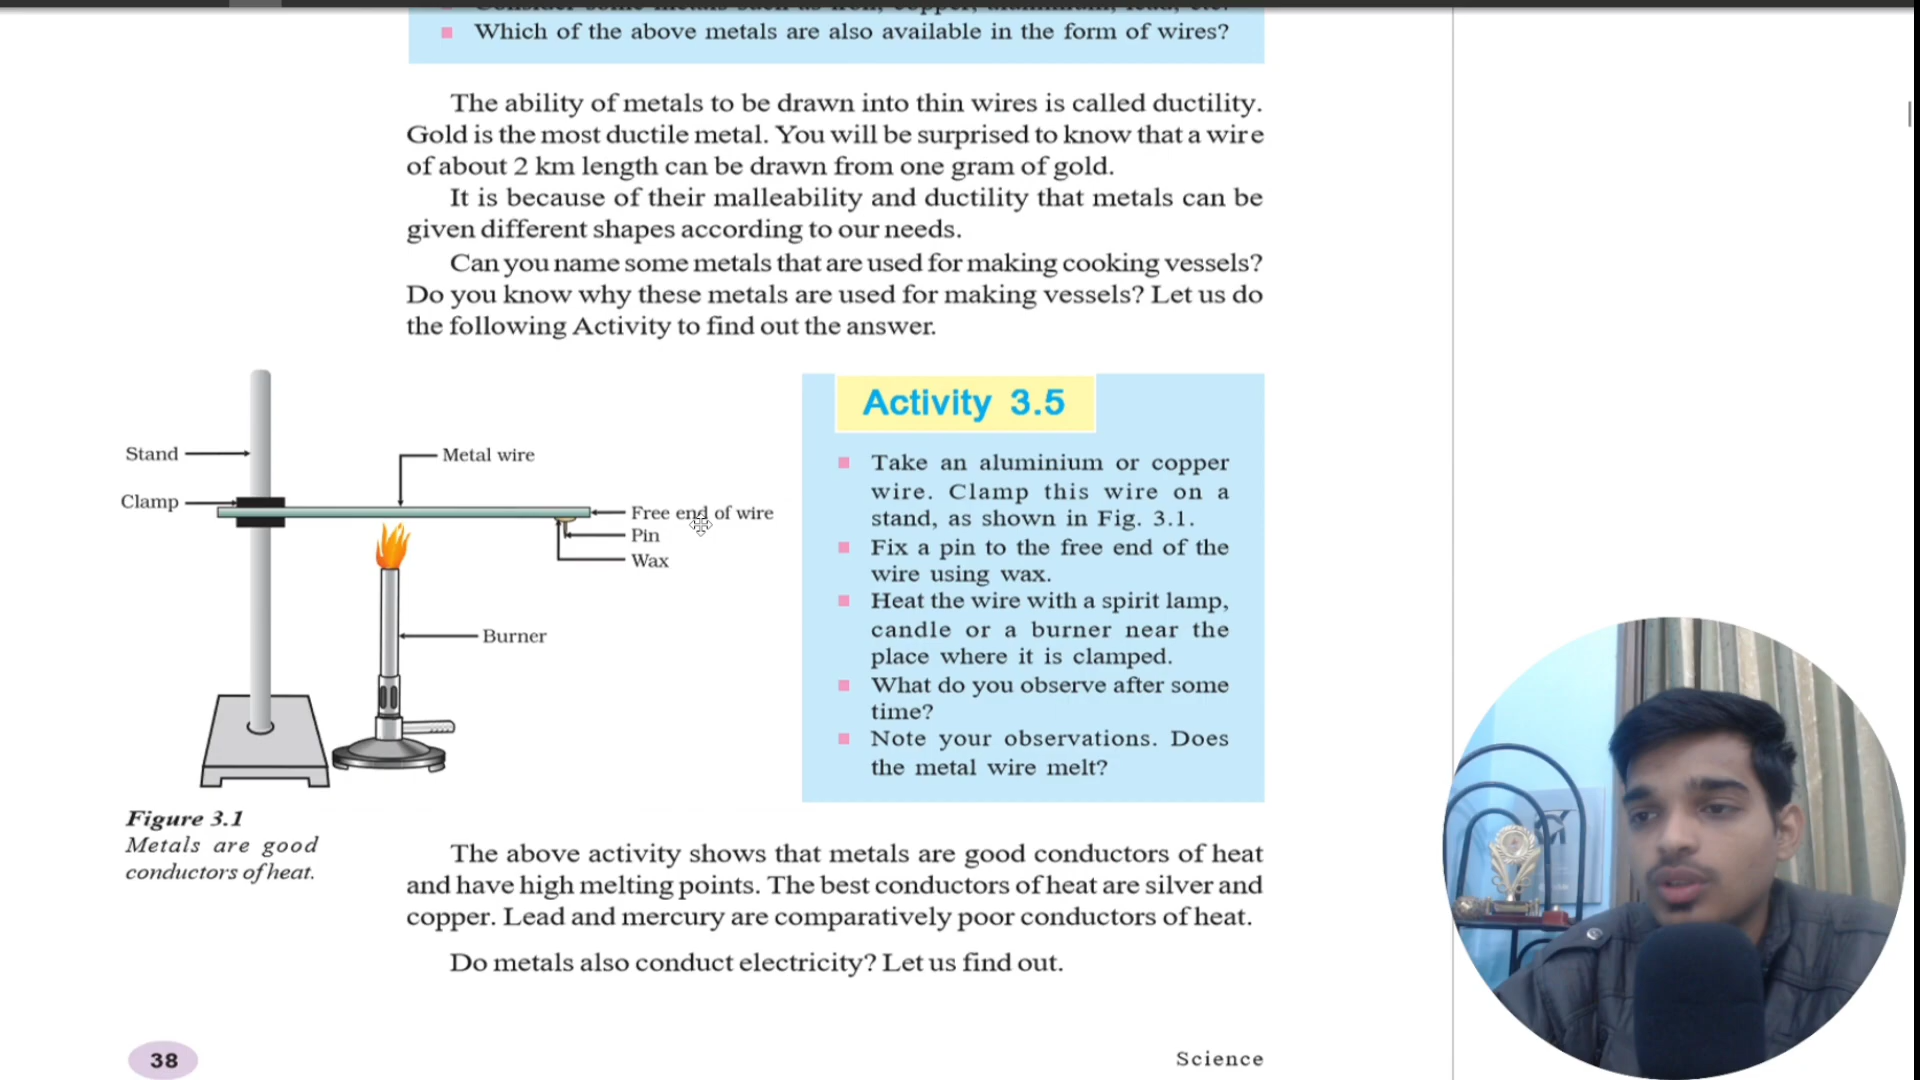 Consider some metals such as iron, copper, aluminium, lead, etc.
Which of the above metals are also available in the form of wires?
The ability of metals to be drawn into thin wires is called ductility.
Gold is the most ductile metal. You will be surprised to know that a wire
of about 2 km length can be drawn from one gram of gold.
It is because of their malleability and ductility that metals can be
given different shapes according to our needs.
Can you name some metals that are used for making cooking vessels?
Do you know why these metals are used for making vessels? Let us do
the following Activity to find out the answer.
Stand
Clamp
Metal wire
Free end of wire
Pin
Wax
Burner
Figure 3.1
Metals are good
conductors of heat.
Activity 3.5
Take an aluminium or copper
wire. Clamp this wire on a
stand, as shown in Fig. 3.1.
Fix a pin to the free end of the
wire using wax.
Heat the wire with a spirit lamp,
candle or a burner near the
place where it is clamped.
What do you observe after some
time?
Note your observations. Does
the metal wire melt?
The above activity shows that metals are good conductors of heat
and have high melting points. The best conductors of heat are silver and
copper. Lead and mercury are comparatively poor conductors of heat.
Do metals also conduct electricity? Let us find out.
38
Science